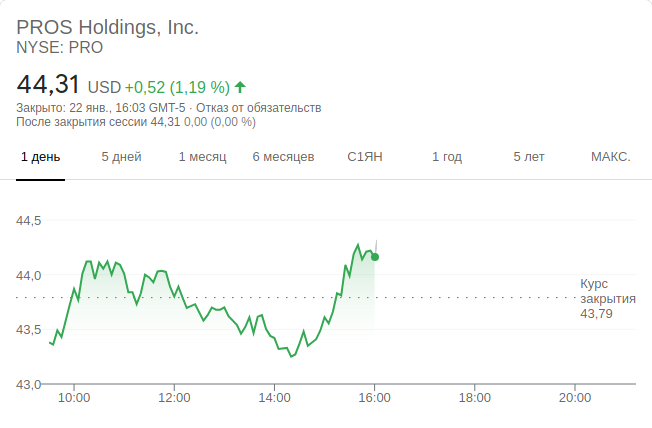 PROS Holdings, Inc.
NYSE: PRO
44,31 USD +0,52 (1,19 %)
Закрыто: 22 янв., 16:03 GMT-5 · Отказ от обязательств
После закрытия сессии 44,31 0,00 (0,00 %)
1 день 5 дней 1 месяц 6 месяцев С1ЯН 1 год 5 лет МАКС.
44,5
44,0
Курс
закрытия
43,79
43,5
43,0
10:00 12:00 14:00 16:00 18:00 20:00